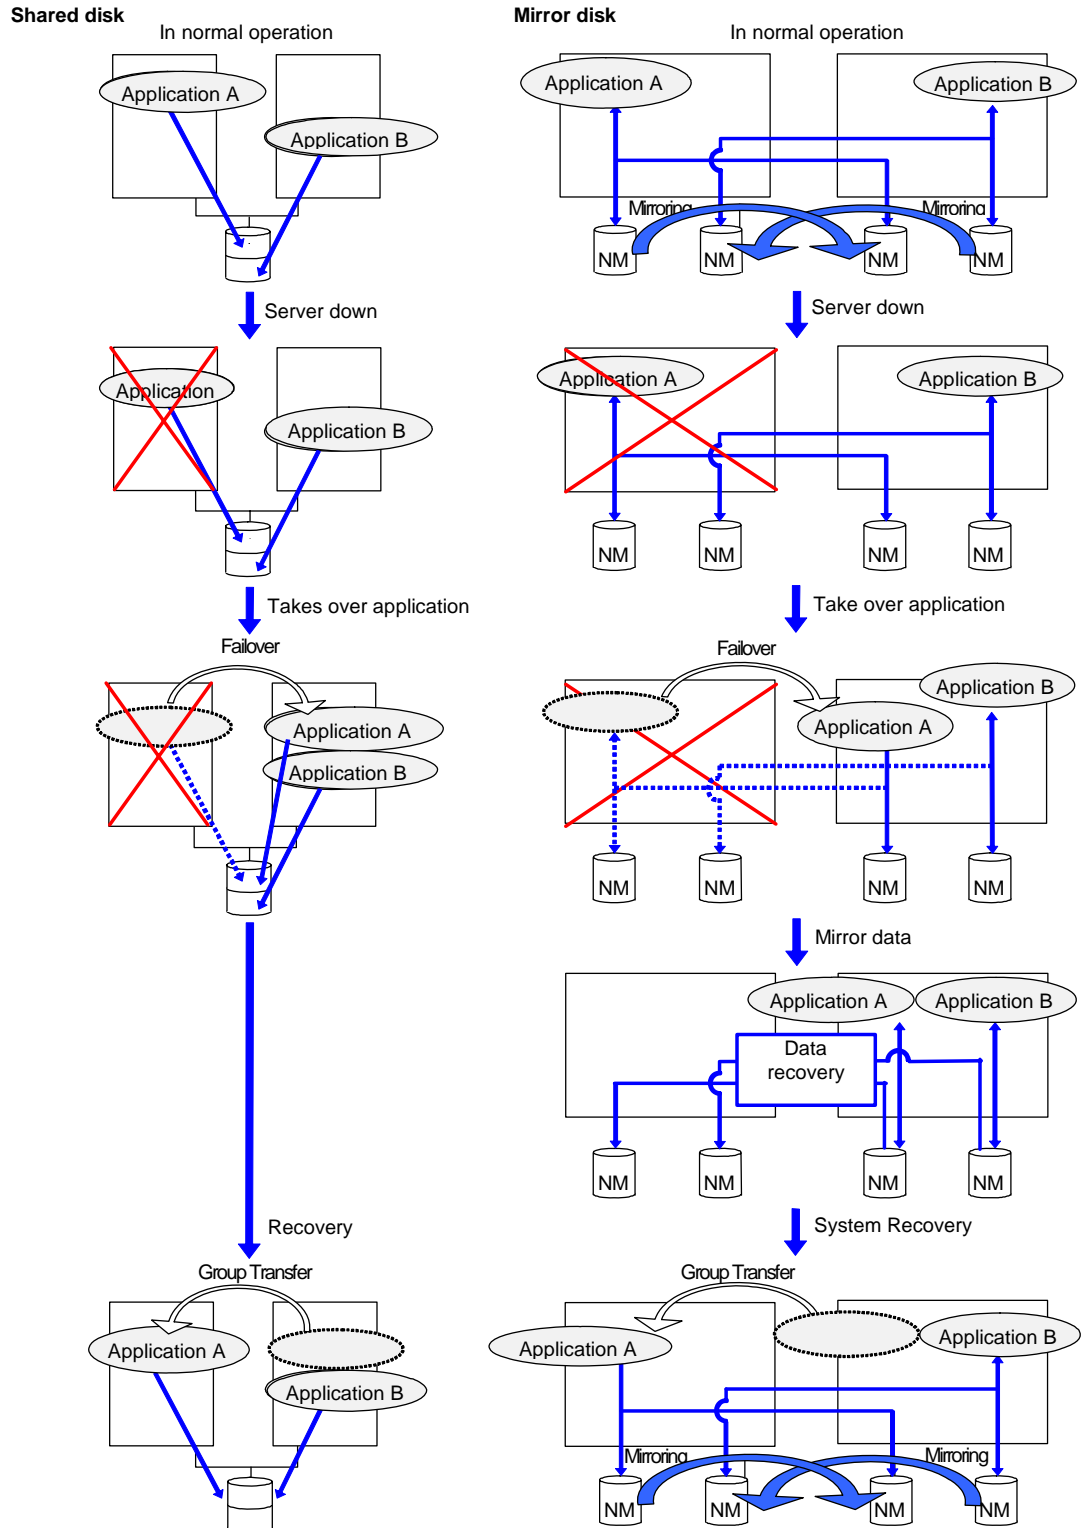 Shared disk
In normal operation
Application A
Application B
Server down
Application
Application B
Takes over application
Failover
Application A
Application B
Recovery
Group Transfer
Application A
Application B
Mirror disk
In normal operation
Application A
Application B
Mirroring
Mirroring
NM
NM
NM
NM
Server down
Application A
Application B
NM
NM
NM
NM
Take over application
Failover
Application B
Application A
NM
NM
NM
NM
Mirror data
Application A
Application B
Data
recovery
NM
NM
NM
NM
System Recovery
Group Transfer
Application A
Application B
Mirroring
Mirroring
NM
NM
NM
NM